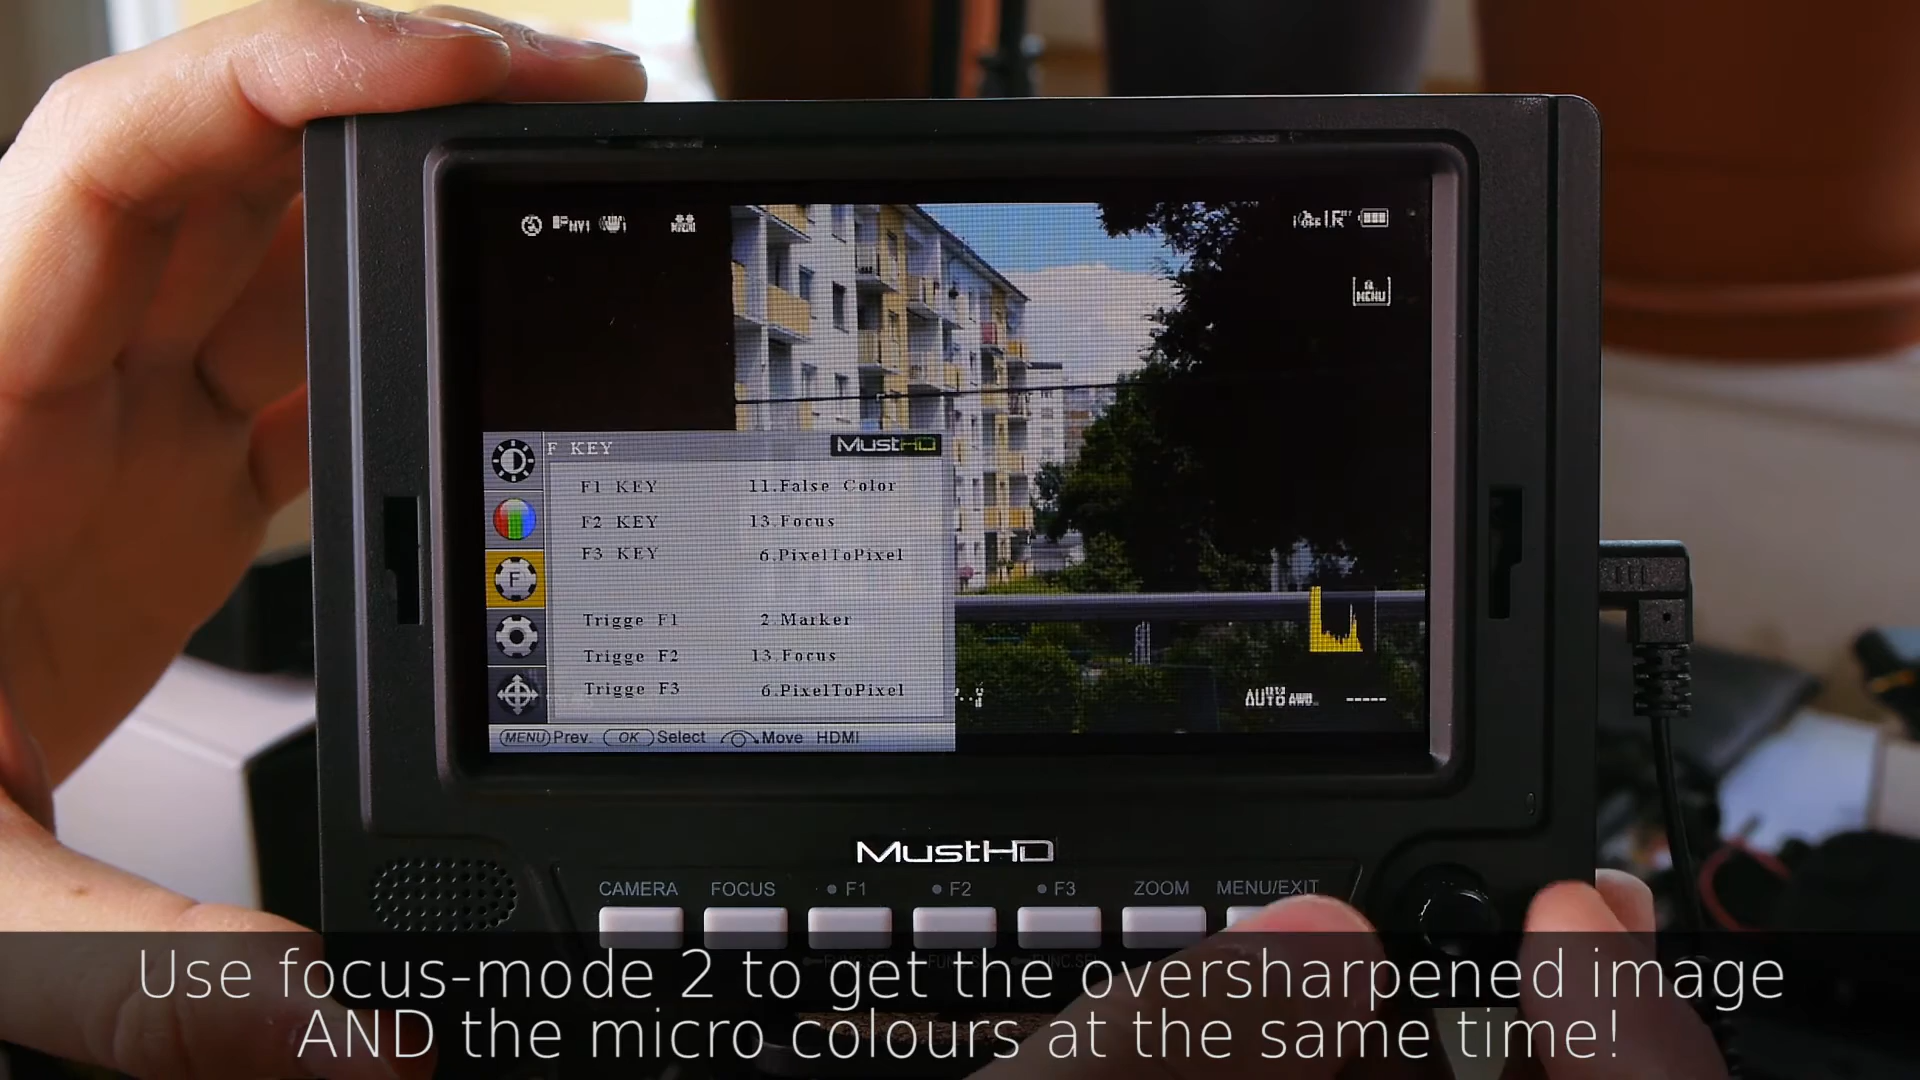 MENU
F KEY
MustHD
F1 KEY 11.False Color
F2 KEY 13.Focus
F3 KEY 6.PixelToPixel
Trigge F1 2.Marker
Trigge F2 13.Focus
Trigge F3 6.PixelToPixel
AUTO AWB
MENU Prev. OK Select Move HDMI
MustHD
CAMERA FOCUS F1 F2 F3 ZOOM MENU/EXIT
Use focus-mode 2 to get the oversharpened image
AND the micro colours at the same time!